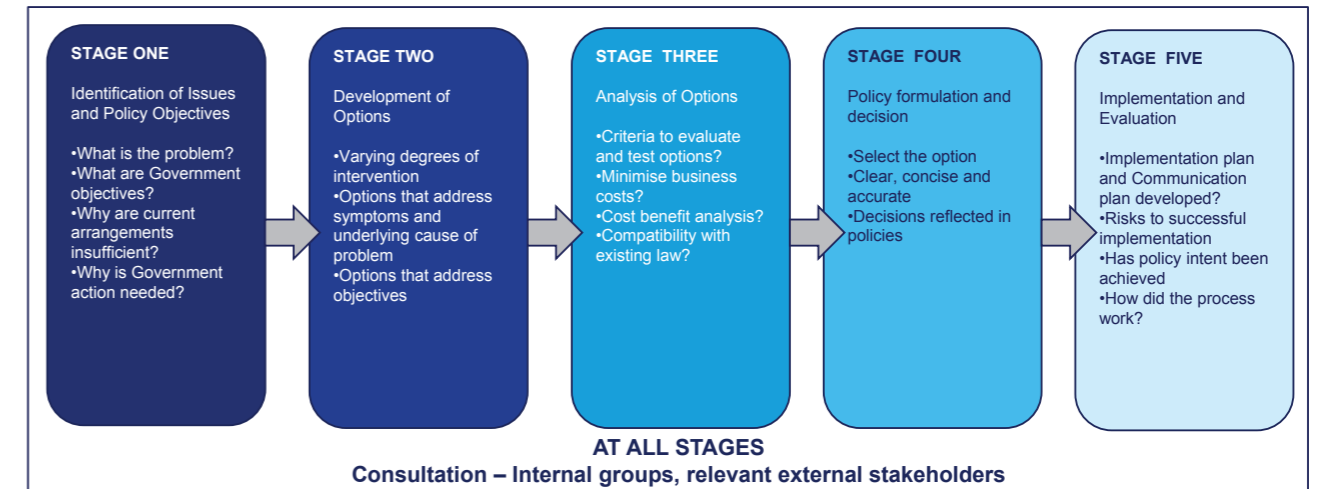 STAGE ONE
Identification of Issues
and Policy Objectives
•What is the problem?
•What are Government
objectives?
•Why are current
arrangements
insufficient?
•Why is Government
action needed?
STAGE TWO
Development of
Options
•Varying degrees of
intervention
•Options that address
symptoms and
underlying cause of
problem
•Options that address
objectives
STAGE THREE
Analysis of Options
•Criteria to evaluate
and test options?
•Minimise business
costs?
•Cost benefit analysis?
•Compatibility with
existing law?
STAGE FOUR
Policy formulation and
decision
•Select the option
•Clear, concise and
accurate
•Decisions reflected in
policies
STAGE FIVE
Implementation and
Evaluation
•Implementation plan
and Communication
plan developed?
•Risks to successful
implementation
•Has policy intent been
achieved
•How did the process
work?
AT ALL STAGES
Consultation – Internal groups, relevant external stakeholders